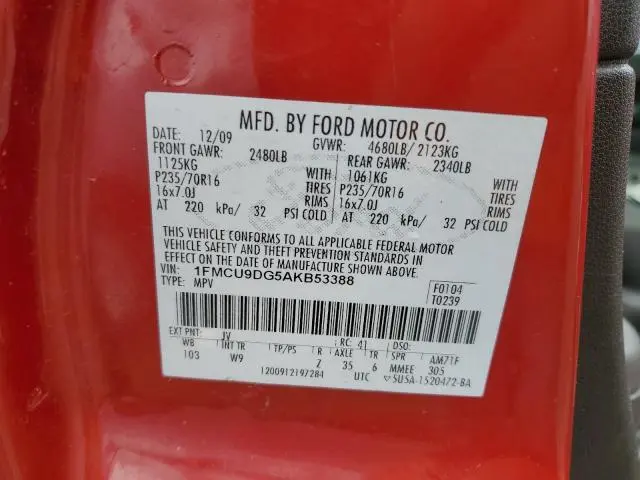 MFD. BY FORD MOTOR CO.
DATE: 12/09 GVWR: 4680LB/ 2123KG
FRONT GAWR: 2480LB REAR GAWR: 2340LB
1125KG WITH 1061KG WITH
P235/70R16 TIRES P235/70R16 TIRES
16x7.0J RIMS 16x7.0J RIMS
AT 220 kPa/ 32 PSI COLD AT 220 kPa/ 32 PSI COLD
THIS VEHICLE CONFORMS TO ALL APPLICABLE FEDERAL MOTOR
VEHICLE SAFETY AND THEFT PREVENTION STANDARDS IN
EFFECT ON THE DATE OF MANUFACTURE SHOWN ABOVE.
VIN: 1FMCU9DG5AKB53388 F0104
TYPE: MPV T0239
EXT PNT: JV RC: 41 DSO:
WB INT TR TP/PS R AXLE TR SPR AM71F
103 W9 Z 35 6 MMEE 305
1200912197284 UTC 5U5A-1520472-BA